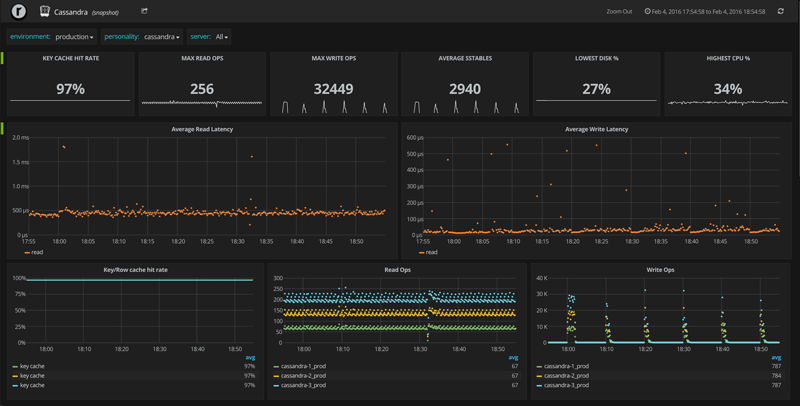 Cassandra (snapshot)
Zoom Out Feb 4, 2016 17:54:58 to Feb 4, 2016 18:54:58
environment: production personality: cassandra server: All
KEY CACHE HIT RATE MAX READ OPS MAX WRITE OPS AVERAGE SSTABLES LOWEST DISK % HIGHEST CPU %
97% 256 32449 2940 27% 34%
Average Read Latency Average Write Latency
2.0 ms 600 µs
500 µs
1.5 ms 400 µs
1.0 ms 300 µs
200 µs
500 µs 100 µs
0 µs 0 µs
17:55 18:00 18:05 18:10 18:15 18:20 18:25 18:30 18:35 18:40 18:45 18:50 17:55 18:00 18:05 18:10 18:15 18:20 18:25 18:30 18:35 18:40 18:45 18:50
read read
Key/Row cache hit rate Read Ops Write Ops
100% 300 40 K
75% 250 30 K
50% 200 20 K
150
25% 100 10 K
50
0% 0 0
18:00 18:10 18:20 18:30 18:40 18:50 18:00 18:10 18:20 18:30 18:40 18:50 18:00 18:10 18:20 18:30 18:40 18:50
avg avg avg
key cache 97% cassandra-1_prod 67 cassandra-1_prod 787
key cache 97% cassandra-2_prod 67 cassandra-2_prod 784
key cache 97% cassandra-3_prod 67 cassandra-3_prod 787